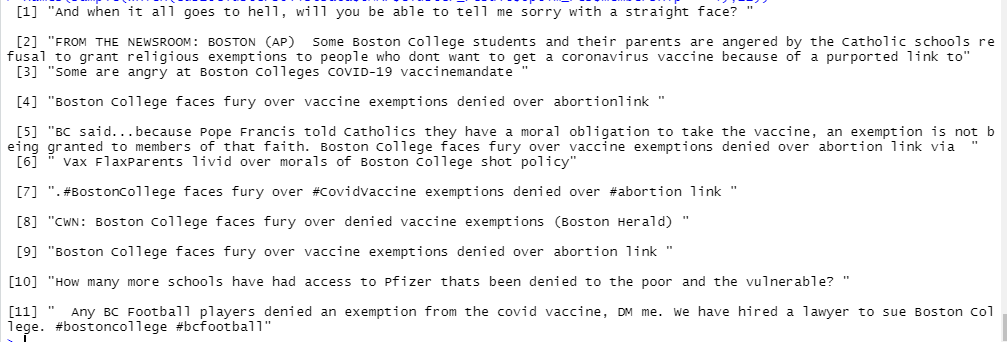 [1] "And when it all goes to hell, will you be able to tell me sorry with a straight face? "
[2] "FROM THE NEWSROOM: BOSTON (AP)  Some Boston College students and their parents are angered by the Catholic schools re
fusal to grant religious exemptions to people who dont want to get a coronavirus vaccine because of a purported link to"
[3] "Some are angry at Boston Colleges COVID-19 vaccinemandate "
[4] "Boston College faces fury over vaccine exemptions denied over abortionlink "
[5] "BC said...because Pope Francis told Catholics they have a moral obligation to take the vaccine, an exemption is not b
eing granted to members of that faith. Boston College faces fury over vaccine exemptions denied over abortion link via  "
[6] " Vax FlaxParents livid over morals of Boston College shot policy"
[7] ".#BostonCollege faces fury over #CovidVaccine exemptions denied over #abortion link "
[8] "CWN: Boston College faces fury over denied vaccine exemptions (Boston Herald) "
[9] "Boston College faces fury over vaccine exemptions denied over abortion link "
[10] "How many more schools have had access to Pfizer thats been denied to the poor and the vulnerable? "
[11] "  Any BC Football players denied an exemption from the covid vaccine, DM me. We have hired a lawyer to sue Boston Col
lege. #bostoncollege #bcfootball"
>